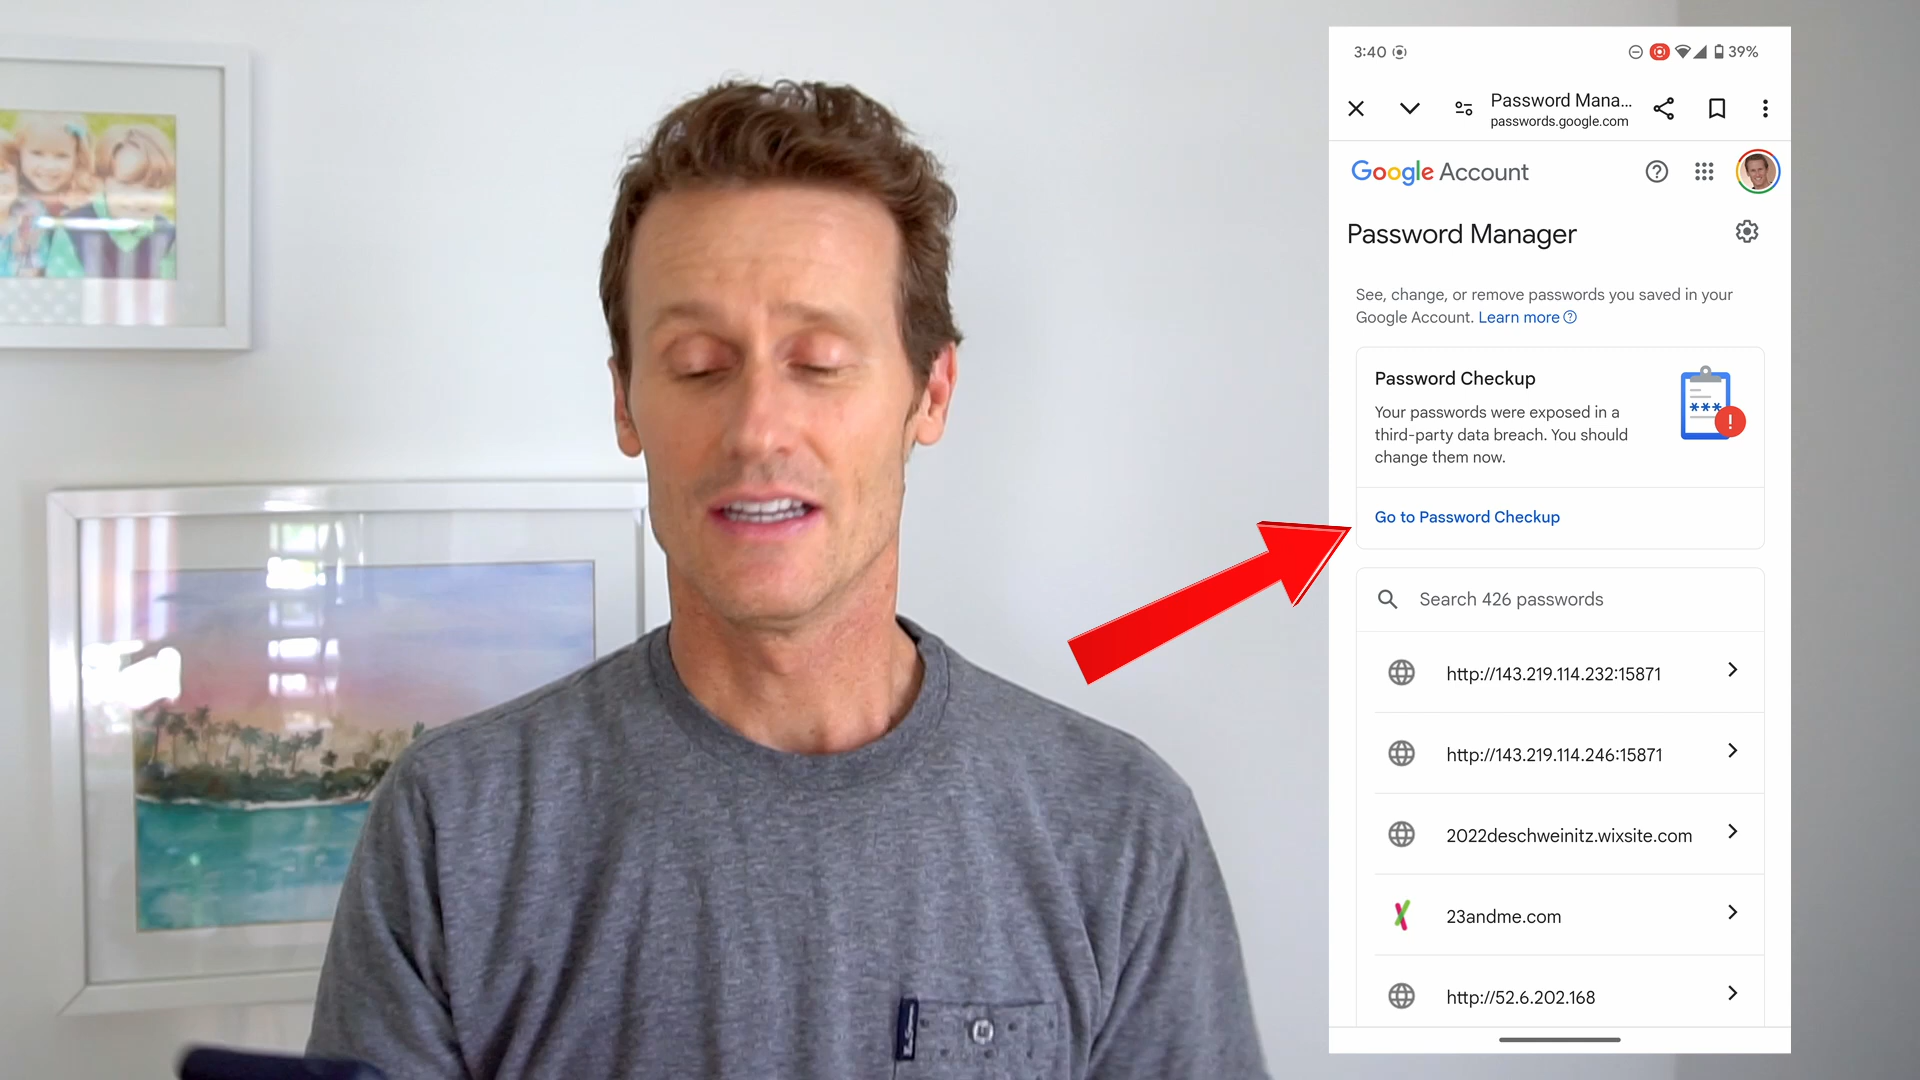 3:40
39%
Password Mana...
passwords.google.com
Google Account
Password Manager
See, change, or remove passwords you saved in your
Google Account. Learn more
Password Checkup
Your passwords were exposed in a
third-party data breach. You should
change them now.
***
!
Go to Password Checkup
Search 426 passwords
http://143.219.114.232:15871
http://143.219.114.246:15871
2022deschweinitz.wixsite.com
23andme.com
http://52.6.202.168